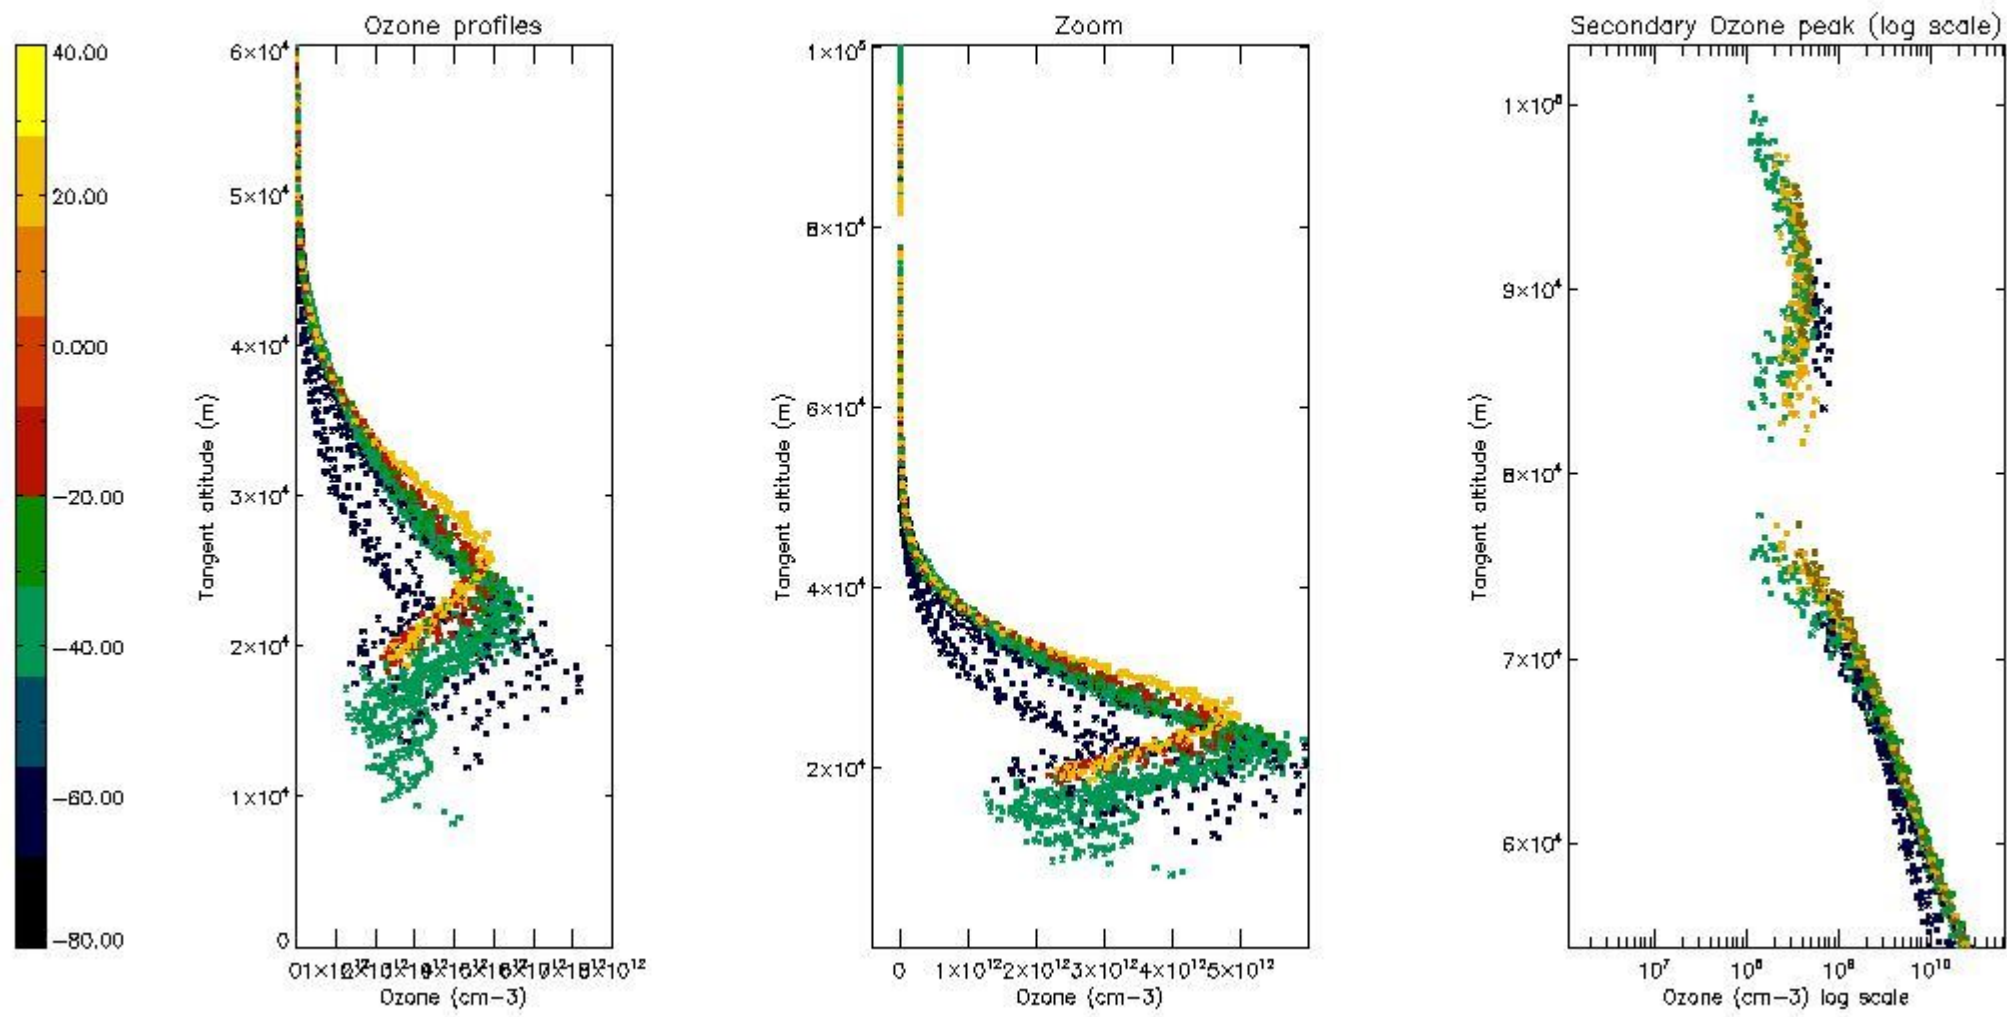 Ozone profiles
Zoom
Secondary Ozone peak (log scale)
40.00
20.00
0.000
-20.00
-40.00
-60.00
-80.00
6×10⁴
5×10⁴
4×10⁴
3×10⁴
2×10⁴
1×10⁴
0
Tangent altitude (m)
Ozone (cm-3)
1×10⁵
8×10⁴
6×10⁴
4×10⁴
2×10⁴
Tangent altitude (m)
0 1×10¹² 2×10¹² 3×10¹² 4×10¹² 5×10¹²
Ozone (cm-3)
9×10⁴
8×10⁴
7×10⁴
6×10⁴
Tangent altitude (m)
10⁷ 10⁸ 10⁹ 10¹⁰
Ozone (cm-3) log scale